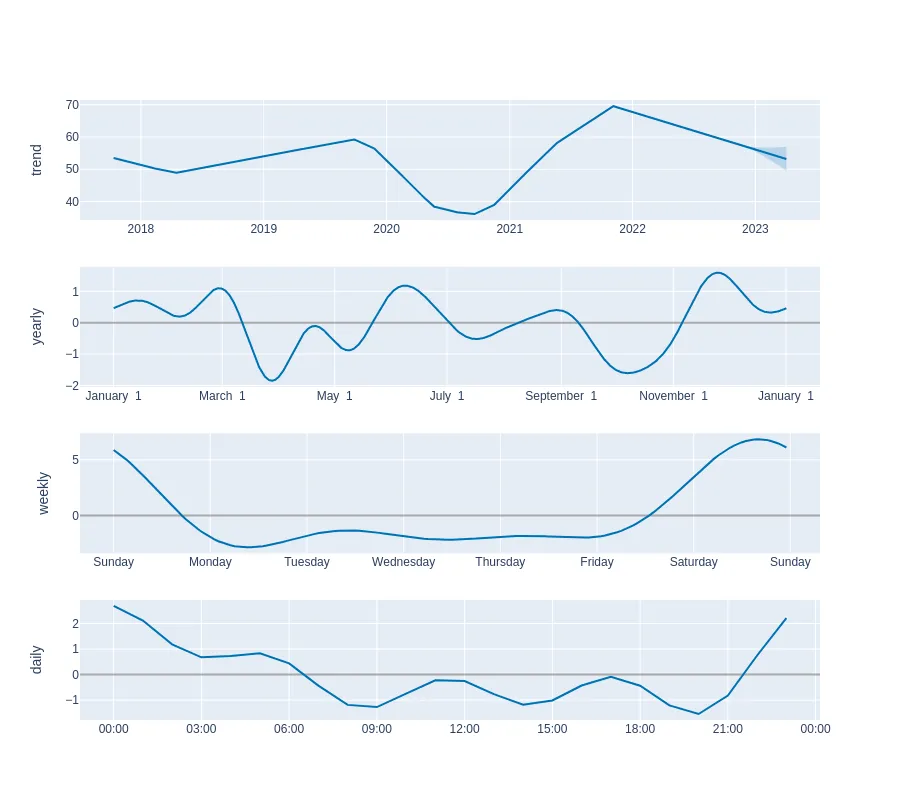 trend
70
60
50
40
2018 2019 2020 2021 2022 2023
yearly
1
0
−1
−2
January 1 March 1 May 1 July 1 September 1 November 1 January 1
weekly
5
0
Sunday Monday Tuesday Wednesday Thursday Friday Saturday Sunday
daily
2
1
0
−1
00:00 03:00 06:00 09:00 12:00 15:00 18:00 21:00 00:00